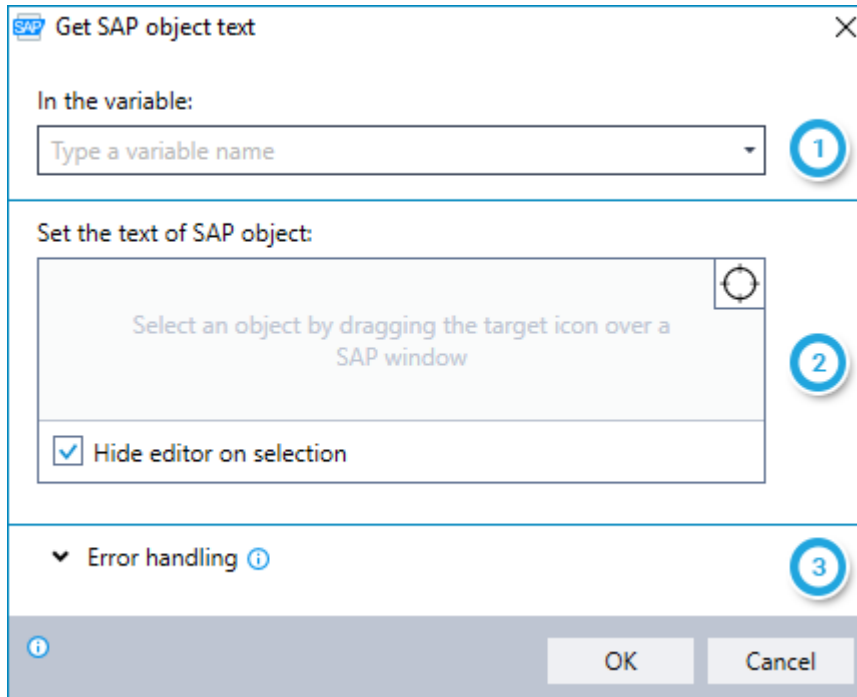 SAP Get SAP object text
In the variable:
Type a variable name
1
Set the text of SAP object:
Select an object by dragging the target icon over a
SAP window
2
Hide editor on selection
Error handling
3
OK Cancel